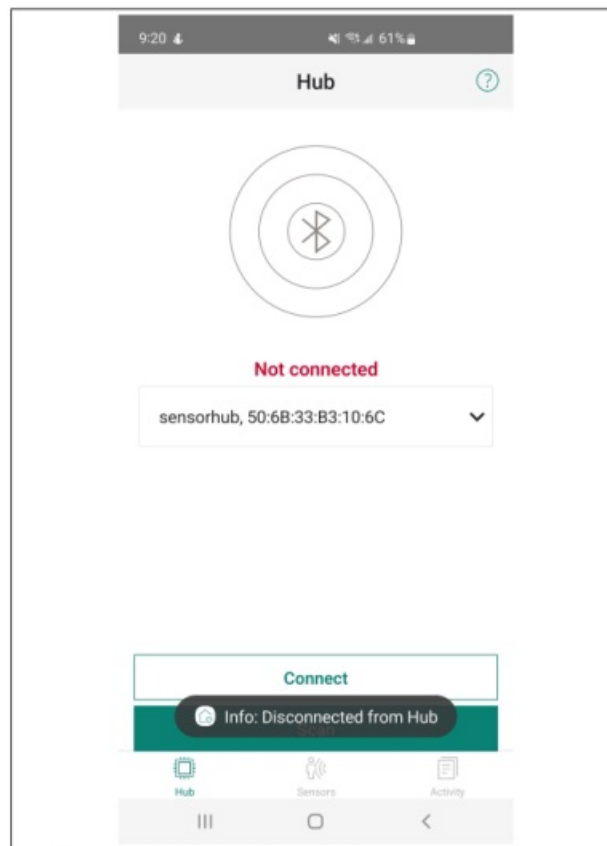 9:20 61%
Hub
?
Not connected
sensorhub, 50:6B:33:B3:10:6C
Connect
Info: Disconnected from Hub
Scan
Hub Sensors Activity